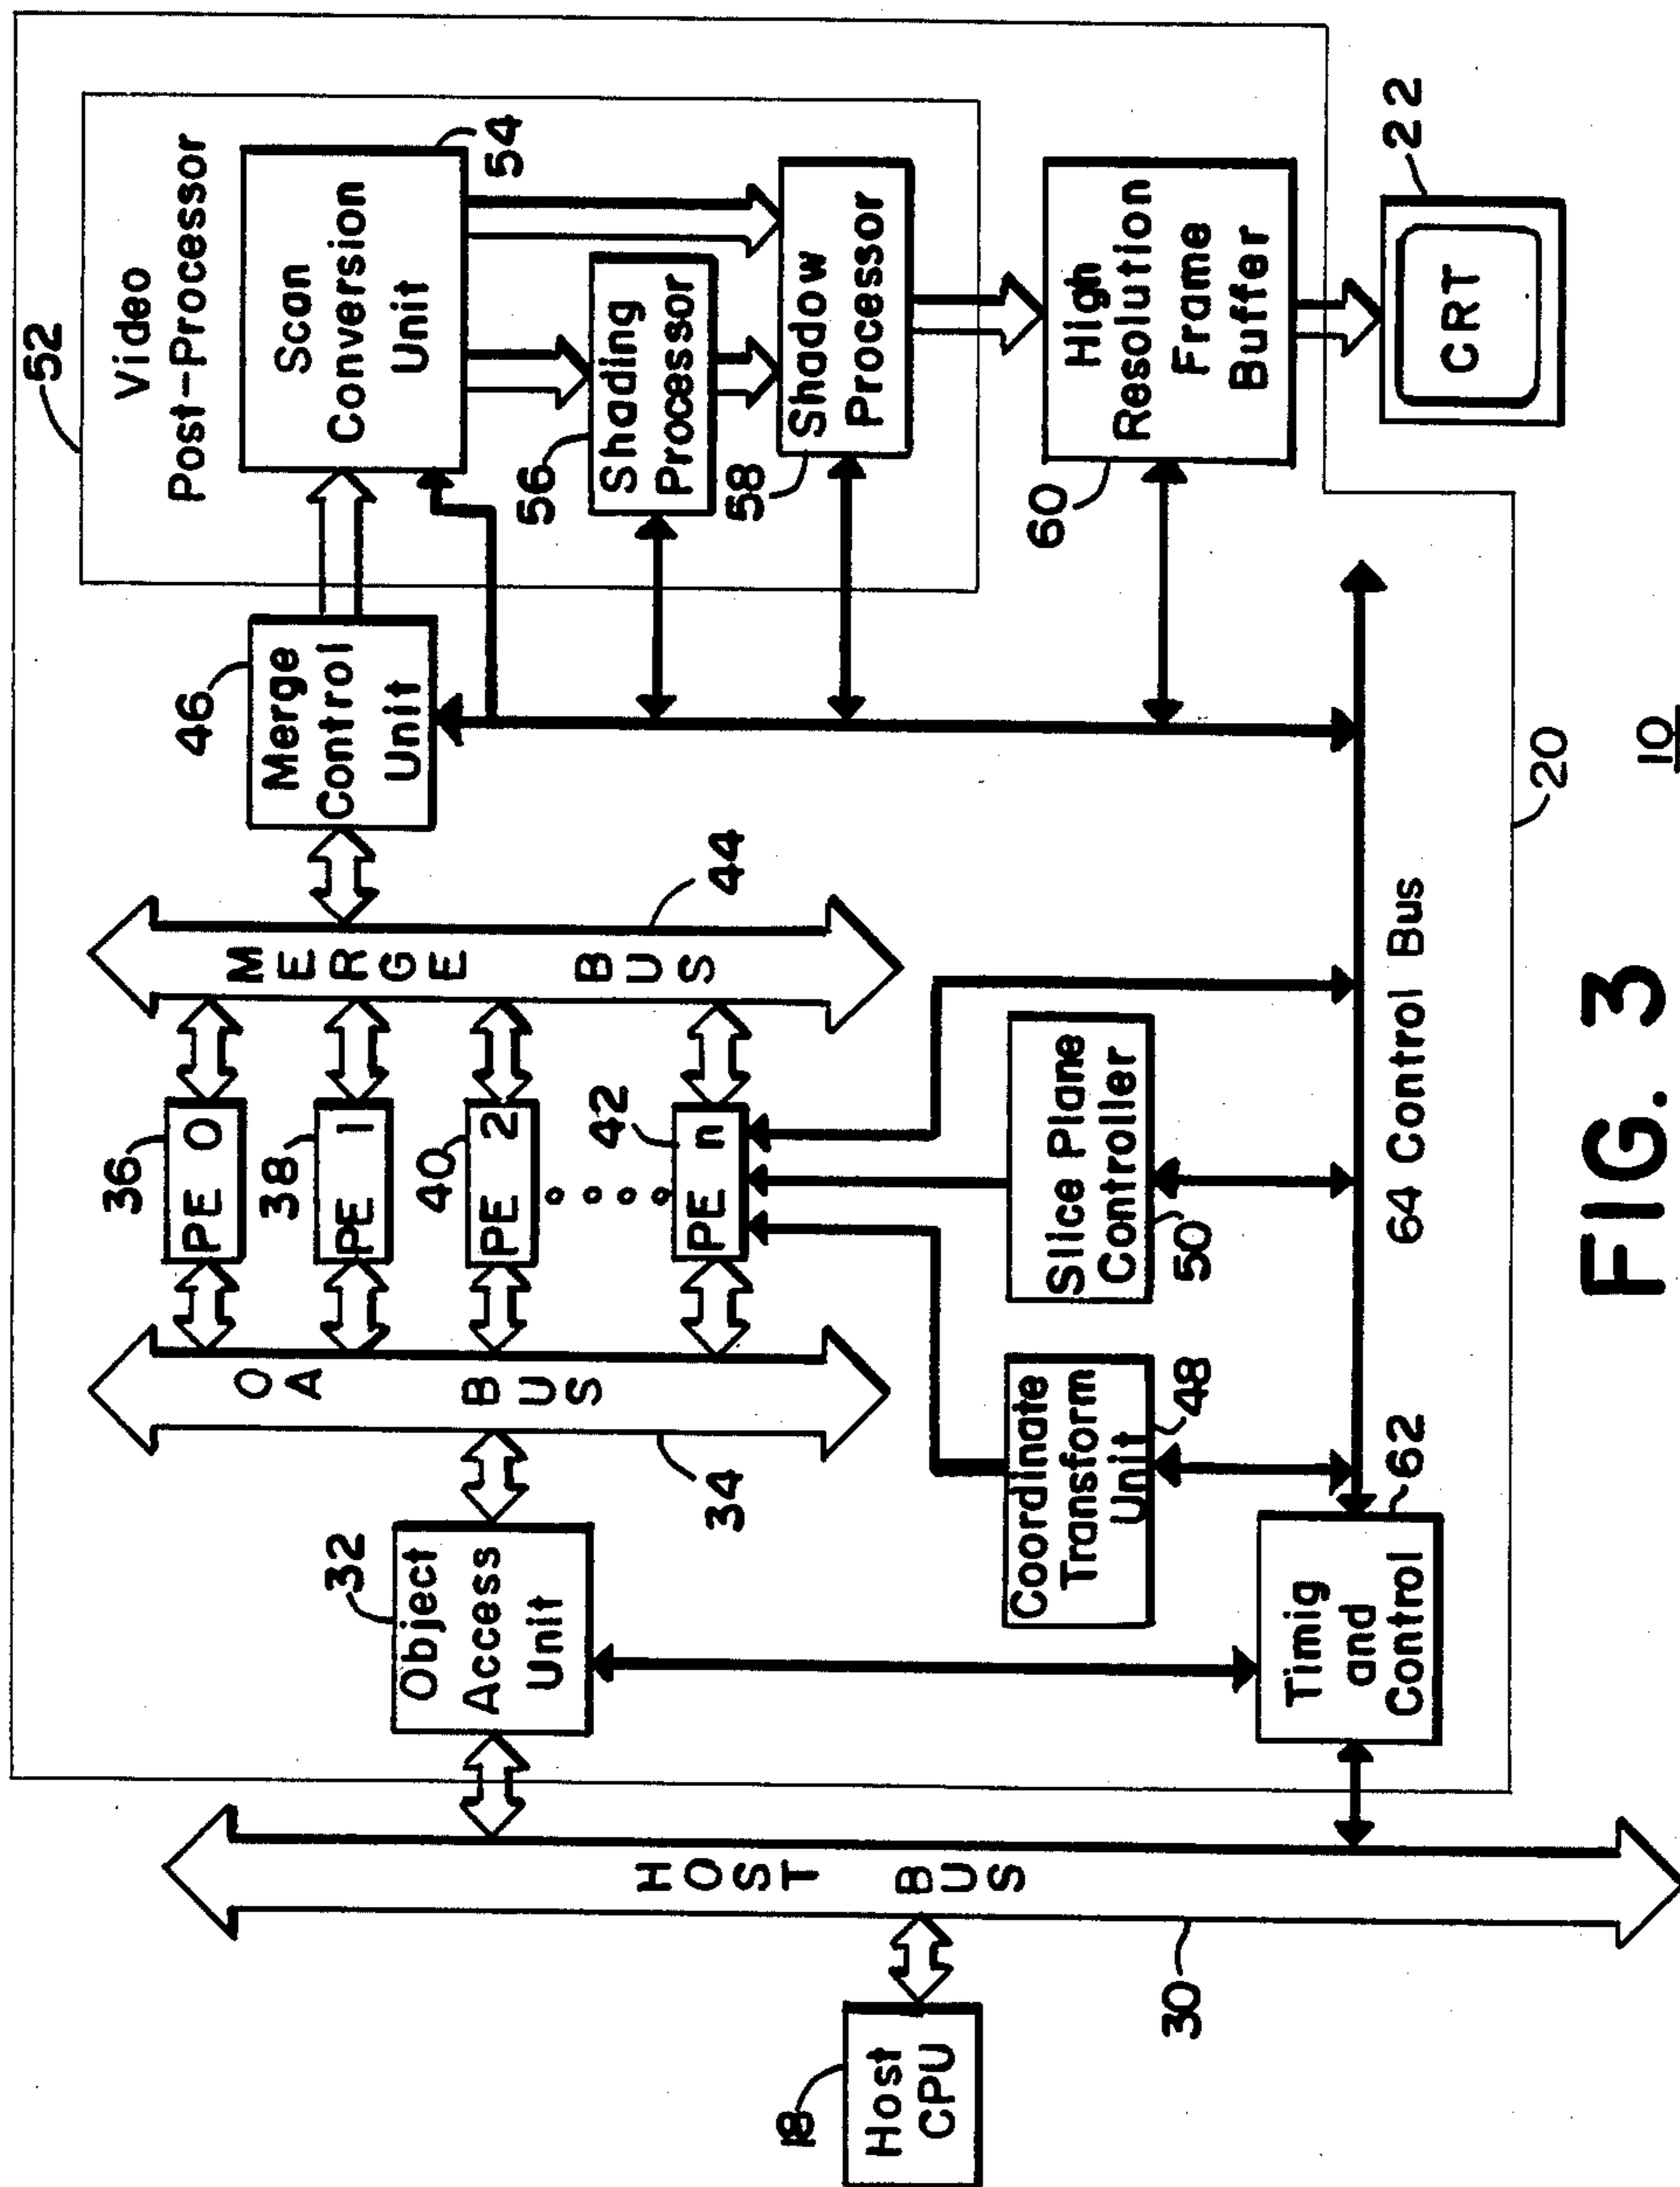 52
Video
Post-Processor
Scan
Conversion
Unit
54
56
Shading
Processor
58
Shadow
Processor
60
High
Resolution
Frame
Buffer
CRT
22
46
Merge
Control
Unit
MERGE BUS
44
36
PE 0
38
PE 1
40
PE 2
42
PE n
OA BUS
34
32
Object
Access
Unit
Coordinate
Transform
Unit
48
Slice Plane
Controller
50
Timig
and
Control
62
64 Control Bus
20
HOST BUS
30
18
Host
CPU
10
FIG. 3